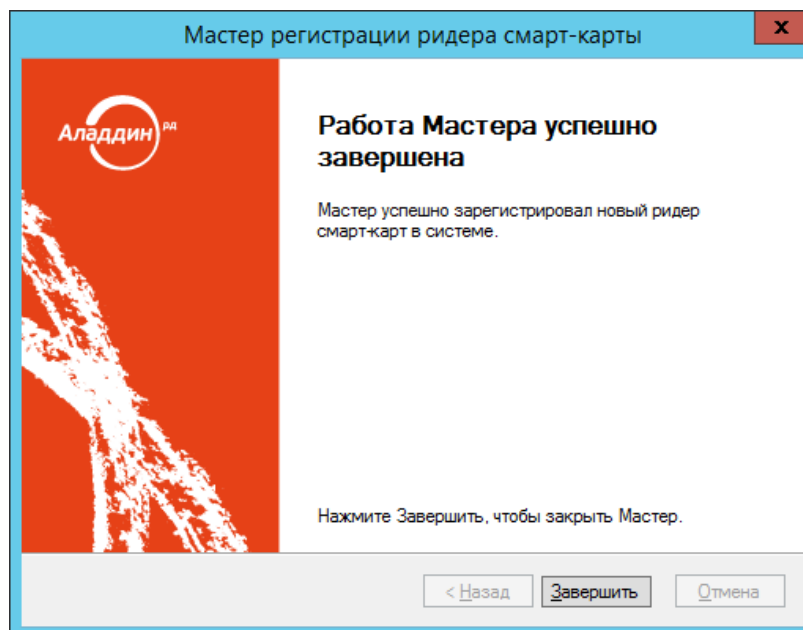 Мастер регистрации ридера смарт-карты
x
Аладдин РД
Работа Мастера успешно
завершена
Мастер успешно зарегистрировал новый ридер
смарт-карт в системе.
Нажмите Завершить, чтобы закрыть Мастер.
< Назад
Завершить
Отмена